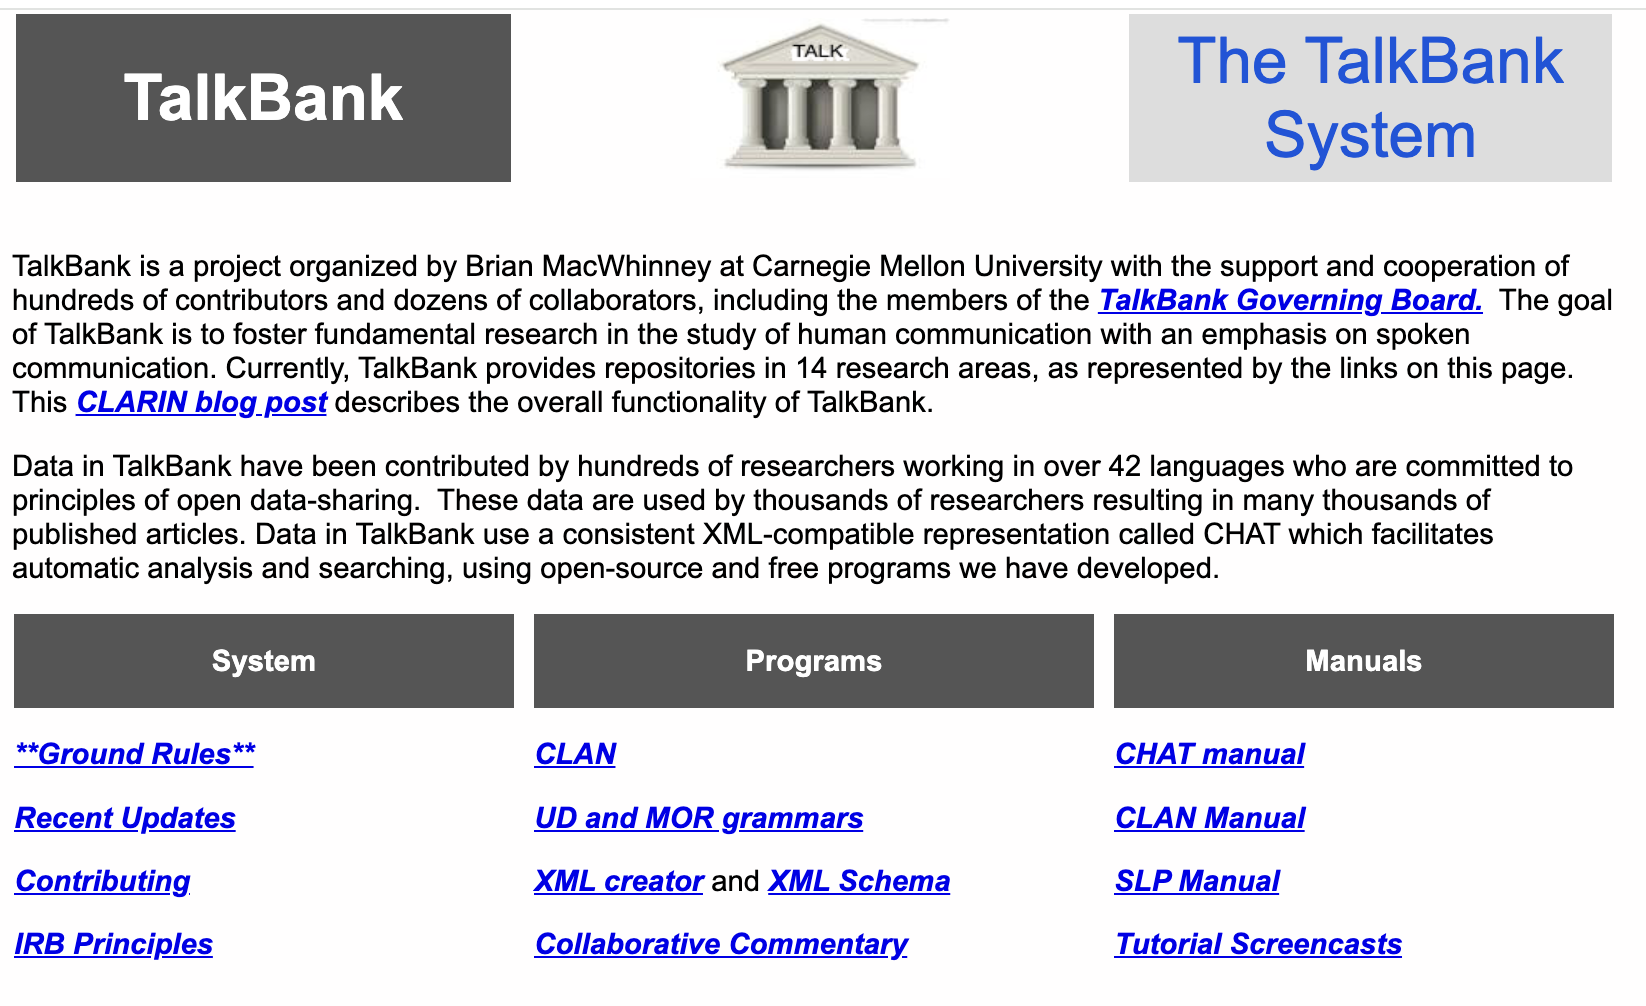 TalkBank
TALK
The TalkBank
System
TalkBank is a project organized by Brian MacWhinney at Carnegie Mellon University with the support and cooperation of
hundreds of contributors and dozens of collaborators, including the members of the TalkBank Governing Board.  The goal
of TalkBank is to foster fundamental research in the study of human communication with an emphasis on spoken
communication. Currently, TalkBank provides repositories in 14 research areas, as represented by the links on this page.
This CLARIN blog post describes the overall functionality of TalkBank.
Data in TalkBank have been contributed by hundreds of researchers working in over 42 languages who are committed to
principles of open data-sharing.  These data are used by thousands of researchers resulting in many thousands of
published articles. Data in TalkBank use a consistent XML-compatible representation called CHAT which facilitates
automatic analysis and searching, using open-source and free programs we have developed.
System
Programs
Manuals
**Ground Rules**
CLAN
CHAT manual
Recent Updates
UD and MOR grammars
CLAN Manual
Contributing
XML creator and XML Schema
SLP Manual
IRB Principles
Collaborative Commentary
Tutorial Screencasts